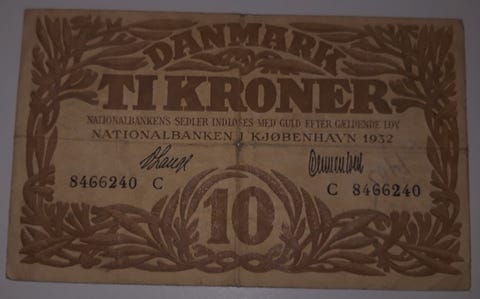 DANMARK
TI KRONER
NATIONALBANKENS SEDLER INDLØSES MED GULD EFTER GÆLDENDE LOV
NATIONALBANKEN I KJØBENHAVN 1932
8466240 C
C 8466240
10